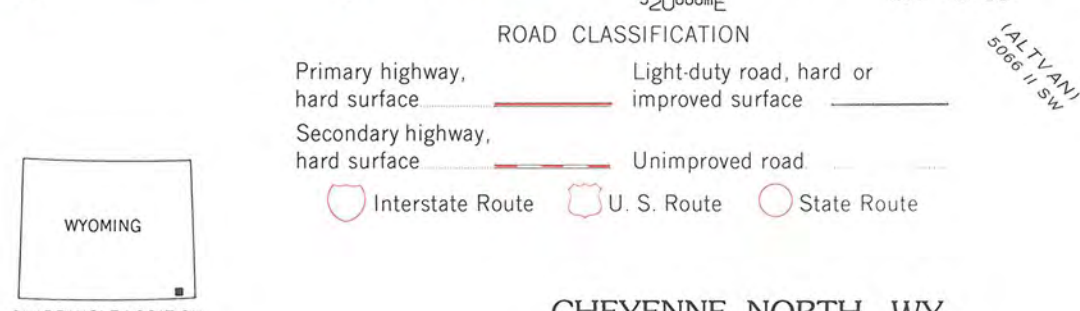 ROAD CLASSIFICATION
Primary highway,
hard surface
Light-duty road, hard or
improved surface
Secondary highway,
hard surface
Unimproved road
Interstate Route
U. S. Route
State Route
(ALTVAN)
5066 II SW
WYOMING
CHEYENNE NORTH, WY